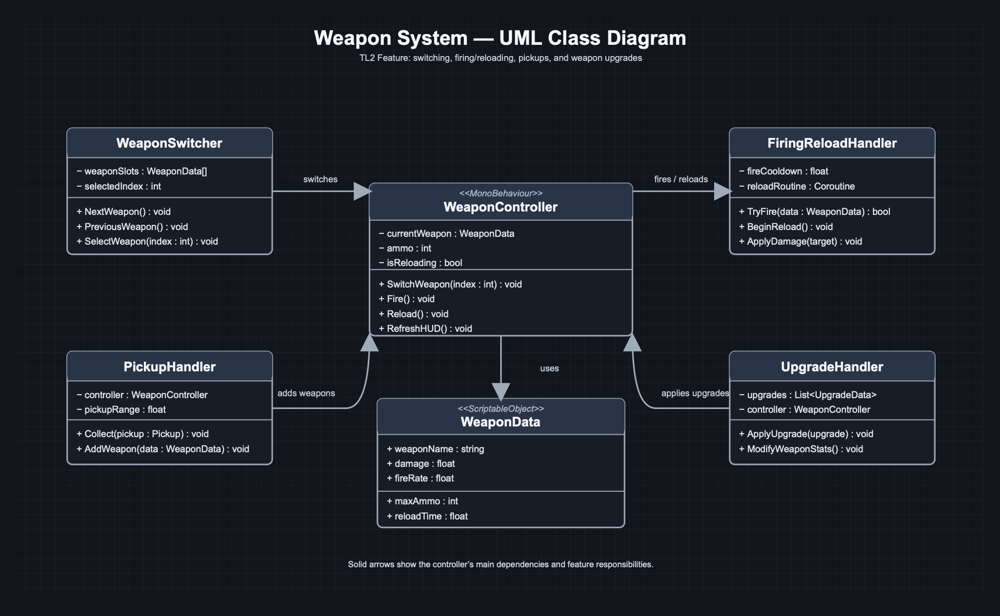 Weapon System — UML Class Diagram
TL2 Feature: switching, firing/reloading, pickups, and weapon upgrades
WeaponSwitcher
− weaponSlots : WeaponData[]
− selectedIndex : int
+ NextWeapon() : void
+ PreviousWeapon() : void
+ SelectWeapon(index : int) : void
switches
<<MonoBehaviour>>
WeaponController
− currentWeapon : WeaponData
− ammo : int
− isReloading : bool
+ SwitchWeapon(index : int) : void
+ Fire() : void
+ Reload() : void
+ RefreshHUD() : void
fires / reloads
FiringReloadHandler
− fireCooldown : float
− reloadRoutine : Coroutine
+ TryFire(data : WeaponData) : bool
+ BeginReload() : void
+ ApplyDamage(target) : void
PickupHandler
− controller : WeaponController
− pickupRange : float
+ Collect(pickup : Pickup) : void
+ AddWeapon(data : WeaponData) : void
adds weapons
uses
<<ScriptableObject>>
WeaponData
+ weaponName : string
+ damage : float
+ fireRate : float
+ maxAmmo : int
+ reloadTime : float
applies upgrades
UpgradeHandler
− upgrades : List<UpgradeData>
− controller : WeaponController
+ ApplyUpgrade(upgrade) : void
+ ModifyWeaponStats() : void
Solid arrows show the controller’s main dependencies and feature responsibilities.